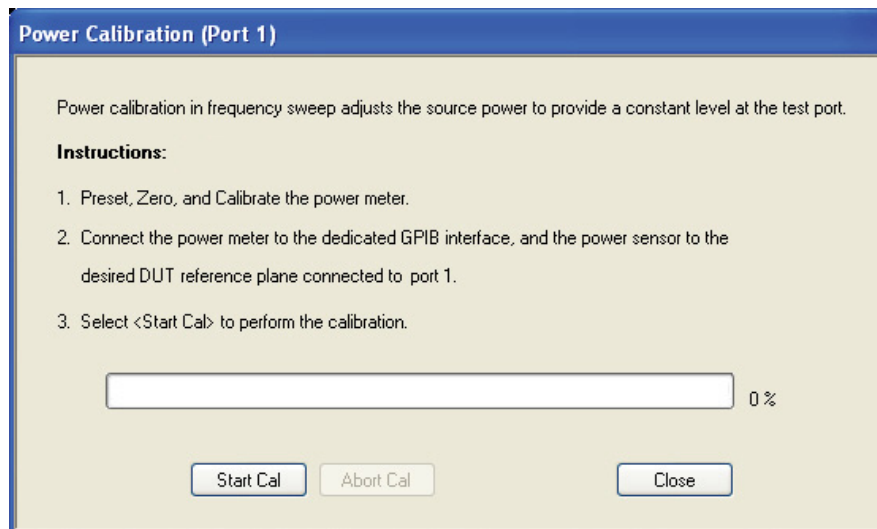 Power Calibration (Port 1)
Power calibration in frequency sweep adjusts the source power to provide a constant level at the test port.
Instructions:
1. Preset, Zero, and Calibrate the power meter.
2. Connect the power meter to the dedicated GPIB interface, and the power sensor to the
desired DUT reference plane connected to port 1.
3. Select <Start Cal> to perform the calibration.
0 %
Start Cal
Abort Cal
Close